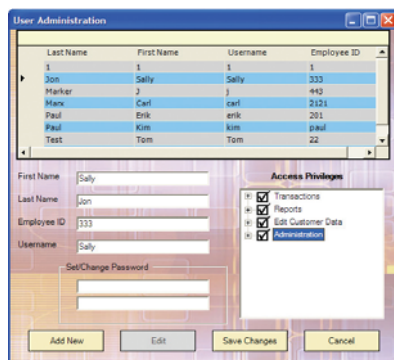 User Administration
Last Name First Name Username Employee ID
1 1 1 1
Jon Sally Sally 333
Marker J j 443
Marx Carl carl 2121
Paul Erik erik 201
Paul Kim kim paul
Test Tom Tom 22
First Name Sally
Last Name Jon
Employee ID 333
Username Sally
Set/Change Password
Access Privileges
Transactions
Reports
Edit Customer Data
Administration
Add New Edit Save Changes Cancel